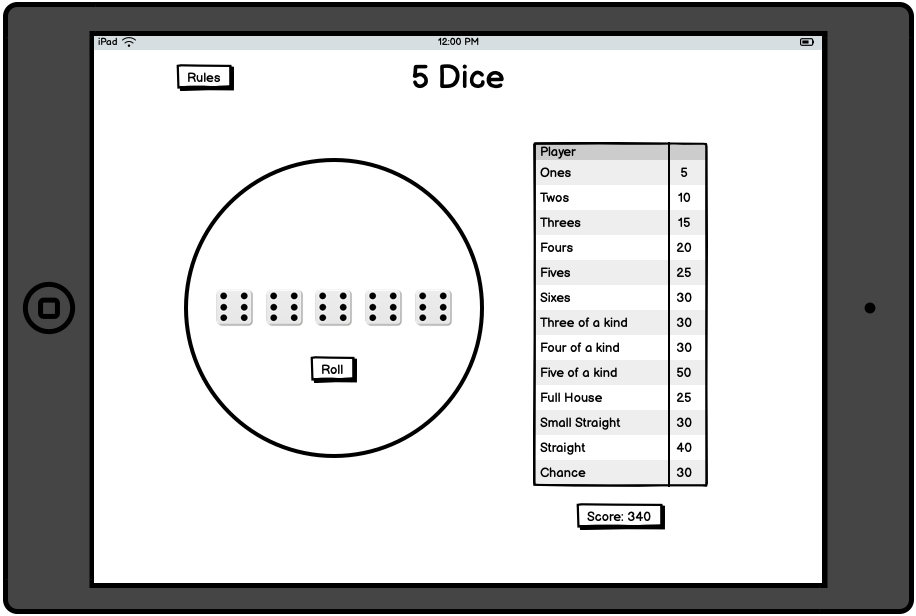 iPad 12:00 PM
Rules
5 Dice
Player
Ones 5
Twos 10
Threes 15
Fours 20
Fives 25
Sixes 30
Three of a kind 30
Four of a kind 30
Five of a kind 50
Full House 25
Small Straight 30
Straight 40
Chance 30
Roll
Score: 340